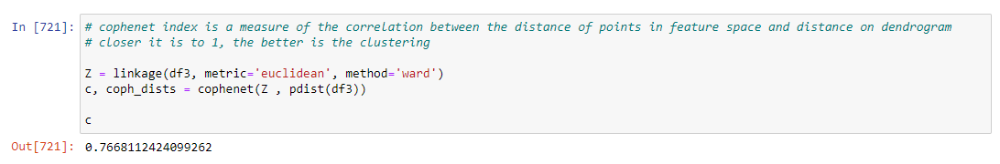 In [721]: # cophenet index is a measure of the correlation between the distance of points in feature space and distance on dendrogram
# closer it is to 1, the better is the clustering
Z = linkage(df3, metric='euclidean', method='ward')
c, coph_dists = cophenet(Z , pdist(df3))
c
Out[721]: 0.7668112424099262